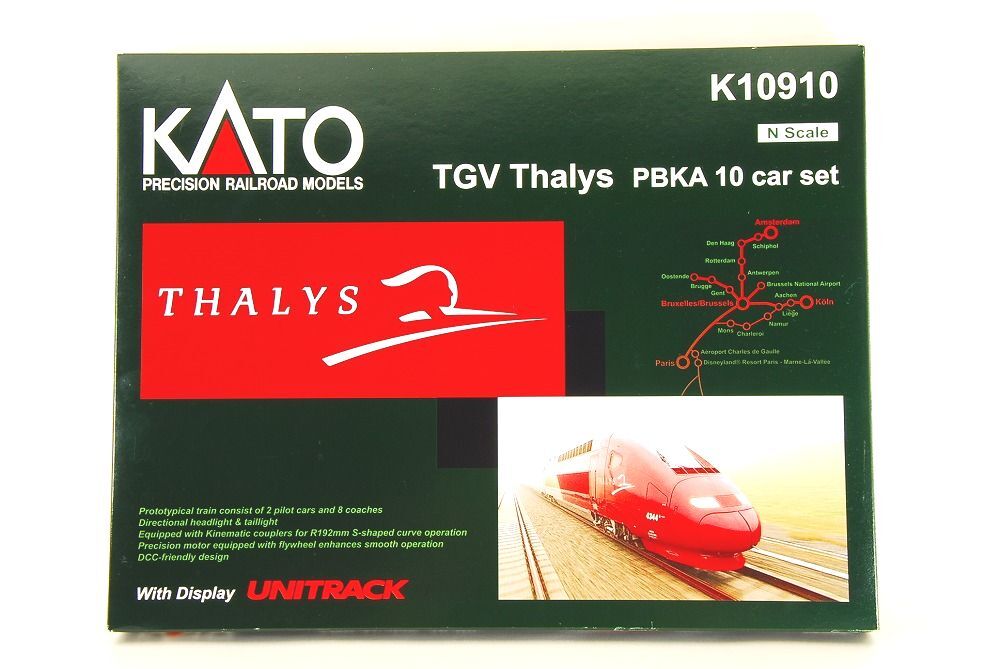 K10910
KATO
PRECISION RAILROAD MODELS
N Scale
TGV Thalys PBKA 10 car set
THALYS
Amsterdam
Den Haag
Schiphol
Rotterdam
Oostende
Antwerpen
Brugge
Brussels National Airport
Gent
Aachen
Bruxelles/Brussels
Köln
Liège
Namur
Mons
Charleroi
Aéroport Charles de Gaulle
Paris
Disneyland® Resort Paris - Marne-La-Vallee
4344
Prototypical train consist of 2 pilot cars and 8 coaches
Directional headlight & taillight
Equipped with Kinematic couplers for R192mm S-shaped curve operation
Precision motor equipped with flywheel enhances smooth operation
DCC-friendly design
With Display UNITRACK